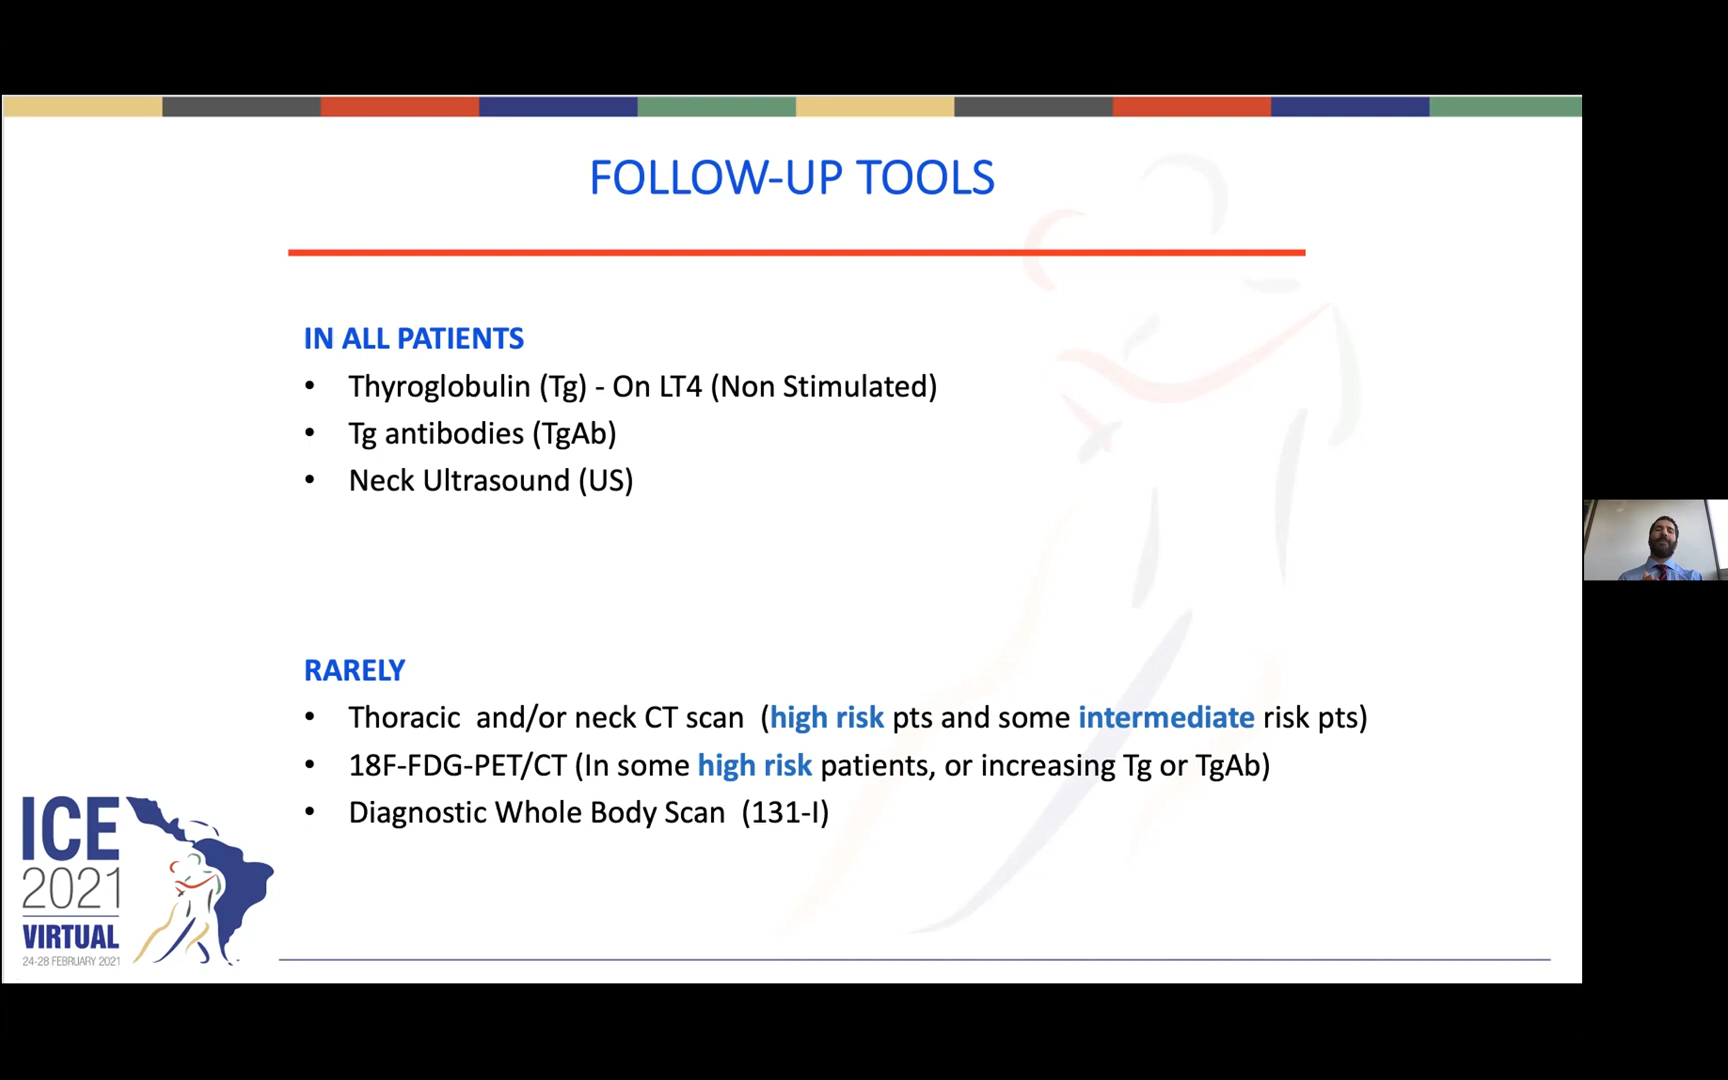 FOLLOW-UP TOOLS
IN ALL PATIENTS
• Thyroglobulin (Tg) - On LT4 (Non Stimulated)
• Tg antibodies (TgAb)
• Neck Ultrasound (US)
RARELY
• Thoracic and/or neck CT scan (high risk pts and some intermediate risk pts)
• 18F-FDG-PET/CT (In some high risk patients, or increasing Tg or TgAb)
• Diagnostic Whole Body Scan (131-I)
ICE
2021
VIRTUAL
24-28 FEBRUARY 2021